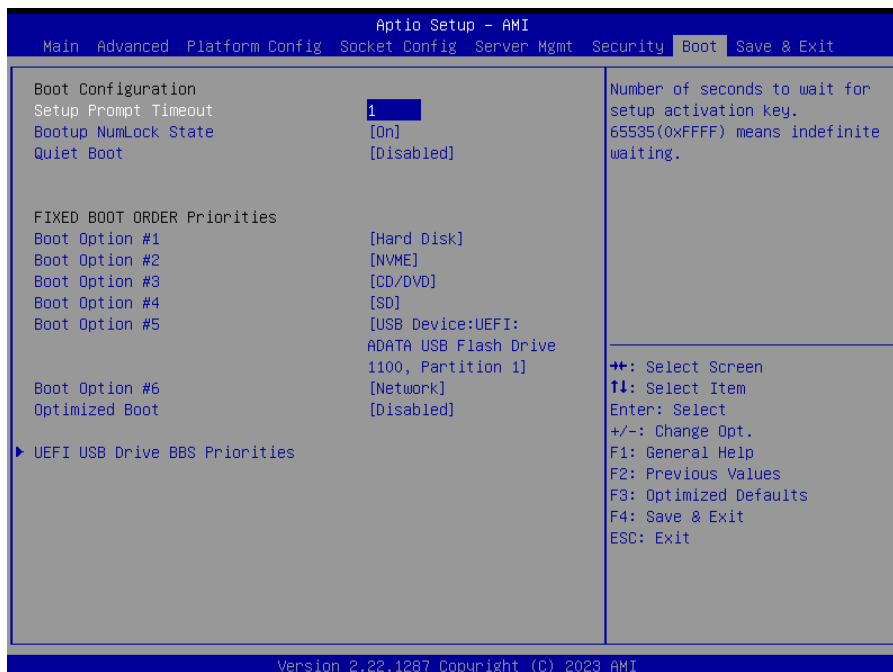 Aptio Setup - AMI
Main Advanced Platform Config Socket Config Server Mgmt Security Boot Save & Exit
Boot Configuration
Setup Prompt Timeout 1
Bootup NumLock State [On]
Quiet Boot [Disabled]
FIXED BOOT ORDER Priorities
Boot Option #1 [Hard Disk]
Boot Option #2 [NVME]
Boot Option #3 [CD/DVD]
Boot Option #4 [SD]
Boot Option #5 [USB Device:UEFI:
ADATA USB Flash Drive
1100, Partition 1]
Boot Option #6 [Network]
Optimized Boot [Disabled]
UEFI USB Drive BBS Priorities
Number of seconds to wait for
setup activation key.
65535(0xFFFF) means indefinite
waiting.
→←: Select Screen
↑↓: Select Item
Enter: Select
+/-: Change Opt.
F1: General Help
F2: Previous Values
F3: Optimized Defaults
F4: Save & Exit
ESC: Exit
Version 2.22.1287 Copyright (C) 2023 AMI